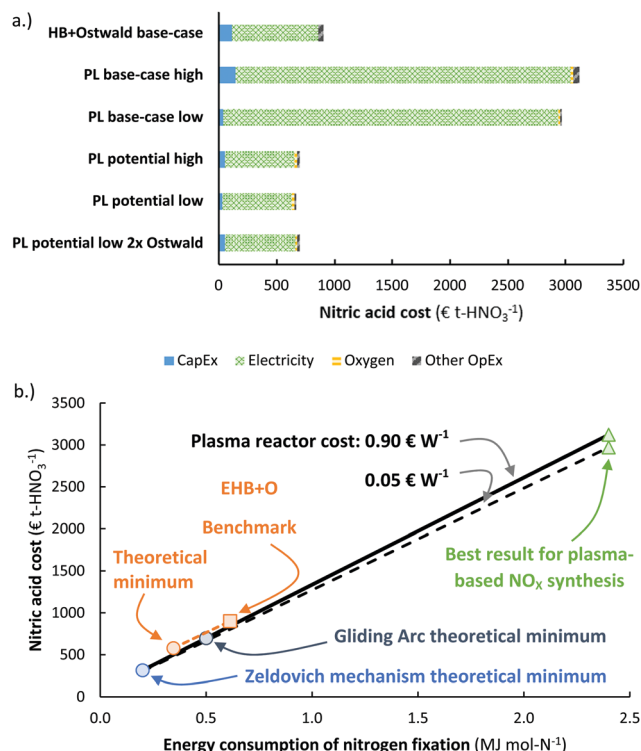 a.)
HB+Ostwald base-case
PL base-case high
PL base-case low
PL potential high
PL potential low
PL potential low 2x Ostwald
0 500 1000 1500 2000 2500 3000 3500
Nitric acid cost (€ t-HNO₃⁻¹)
CapEx Electricity Oxygen Other OpEx
b.)
3500
3000
2500
2000
1500
1000
500
0
Nitric acid cost
(€ t-HNO₃⁻¹)
Plasma reactor cost: 0.90 € W⁻¹
0.05 € W⁻¹
EHB+O
Benchmark
Theoretical
minimum
Best result for plasma-
based NOₓ synthesis
Gliding Arc theoretical minimum
Zeldovich mechanism theoretical minimum
0.0 0.5 1.0 1.5 2.0 2.5
Energy consumption of nitrogen fixation (MJ mol-N⁻¹)